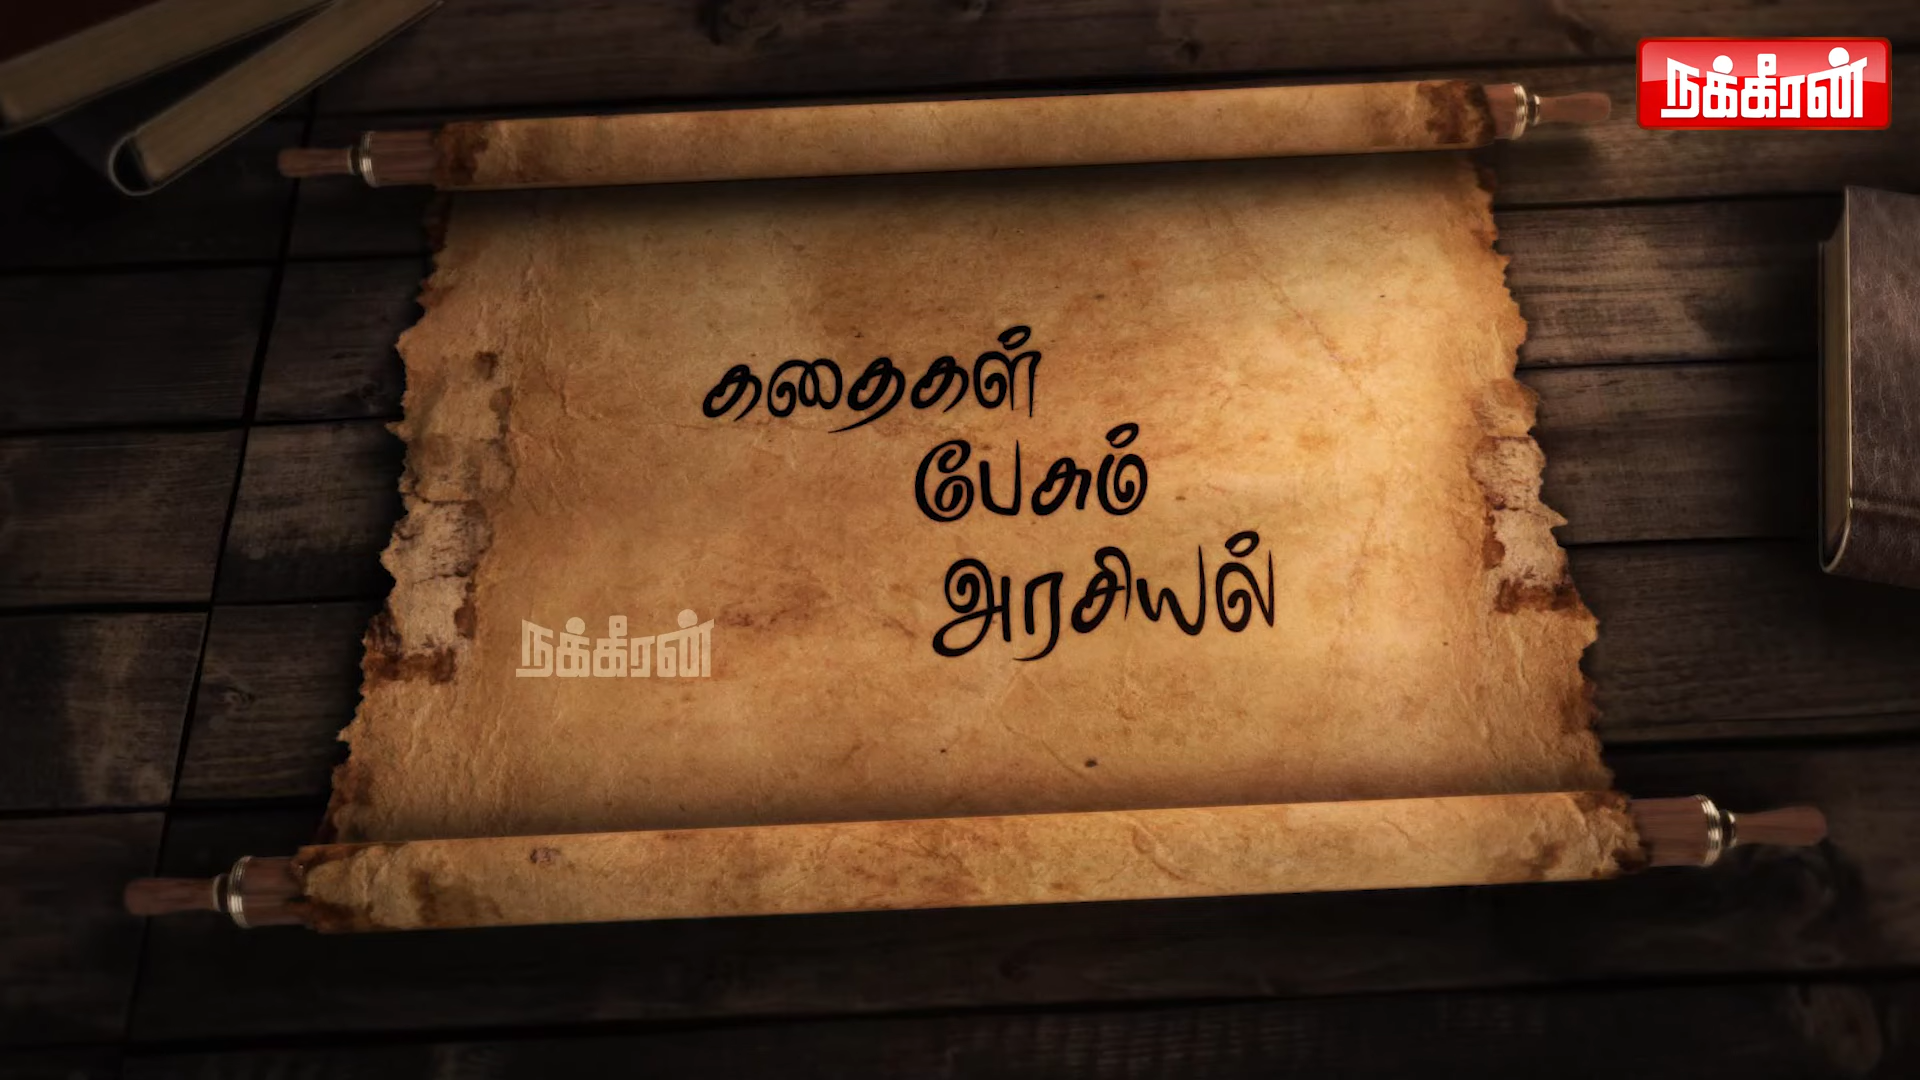 நக்கீரன்
கதைகள்
பேசும்
அரசியல்
நக்கீரன்